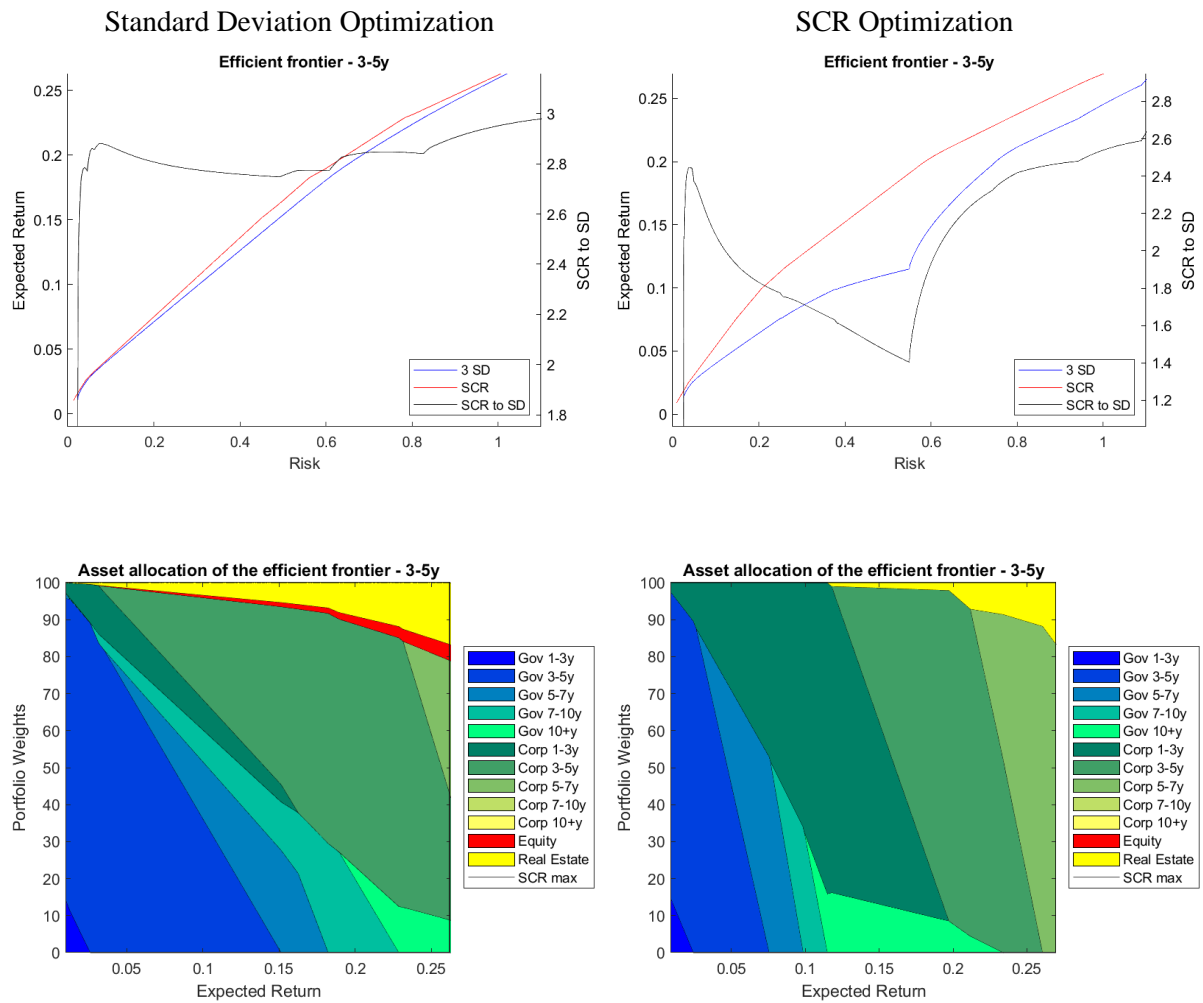 Standard Deviation Optimization
SCR Optimization
Efficient frontier - 3-5y
0.25
0.2
0.15
0.1
0.05
0
Expected Return
3
2.8
2.6
2.4
2.2
2
1.8
SCR to SD
3 SD
SCR
SCR to SD
0
0.2
0.4
0.6
0.8
1
Risk
Efficient frontier - 3-5y
0.25
0.2
0.15
0.1
0.05
0
Expected Return
2.8
2.6
2.4
2.2
2
1.8
1.6
1.4
1.2
SCR to SD
3 SD
SCR
SCR to SD
0
0.2
0.4
0.6
0.8
1
Risk
Asset allocation of the efficient frontier - 3-5y
100
90
80
70
60
50
40
30
20
10
0
Portfolio Weights
0.05
0.1
0.15
0.2
0.25
Expected Return
Gov 1-3y
Gov 3-5y
Gov 5-7y
Gov 7-10y
Gov 10+y
Corp 1-3y
Corp 3-5y
Corp 5-7y
Corp 7-10y
Corp 10+y
Equity
Real Estate
SCR max
Asset allocation of the efficient frontier - 3-5y
100
90
80
70
60
50
40
30
20
10
0
Portfolio Weights
0.05
0.1
0.15
0.2
0.25
Expected Return
Gov 1-3y
Gov 3-5y
Gov 5-7y
Gov 7-10y
Gov 10+y
Corp 1-3y
Corp 3-5y
Corp 5-7y
Corp 7-10y
Corp 10+y
Equity
Real Estate
SCR max